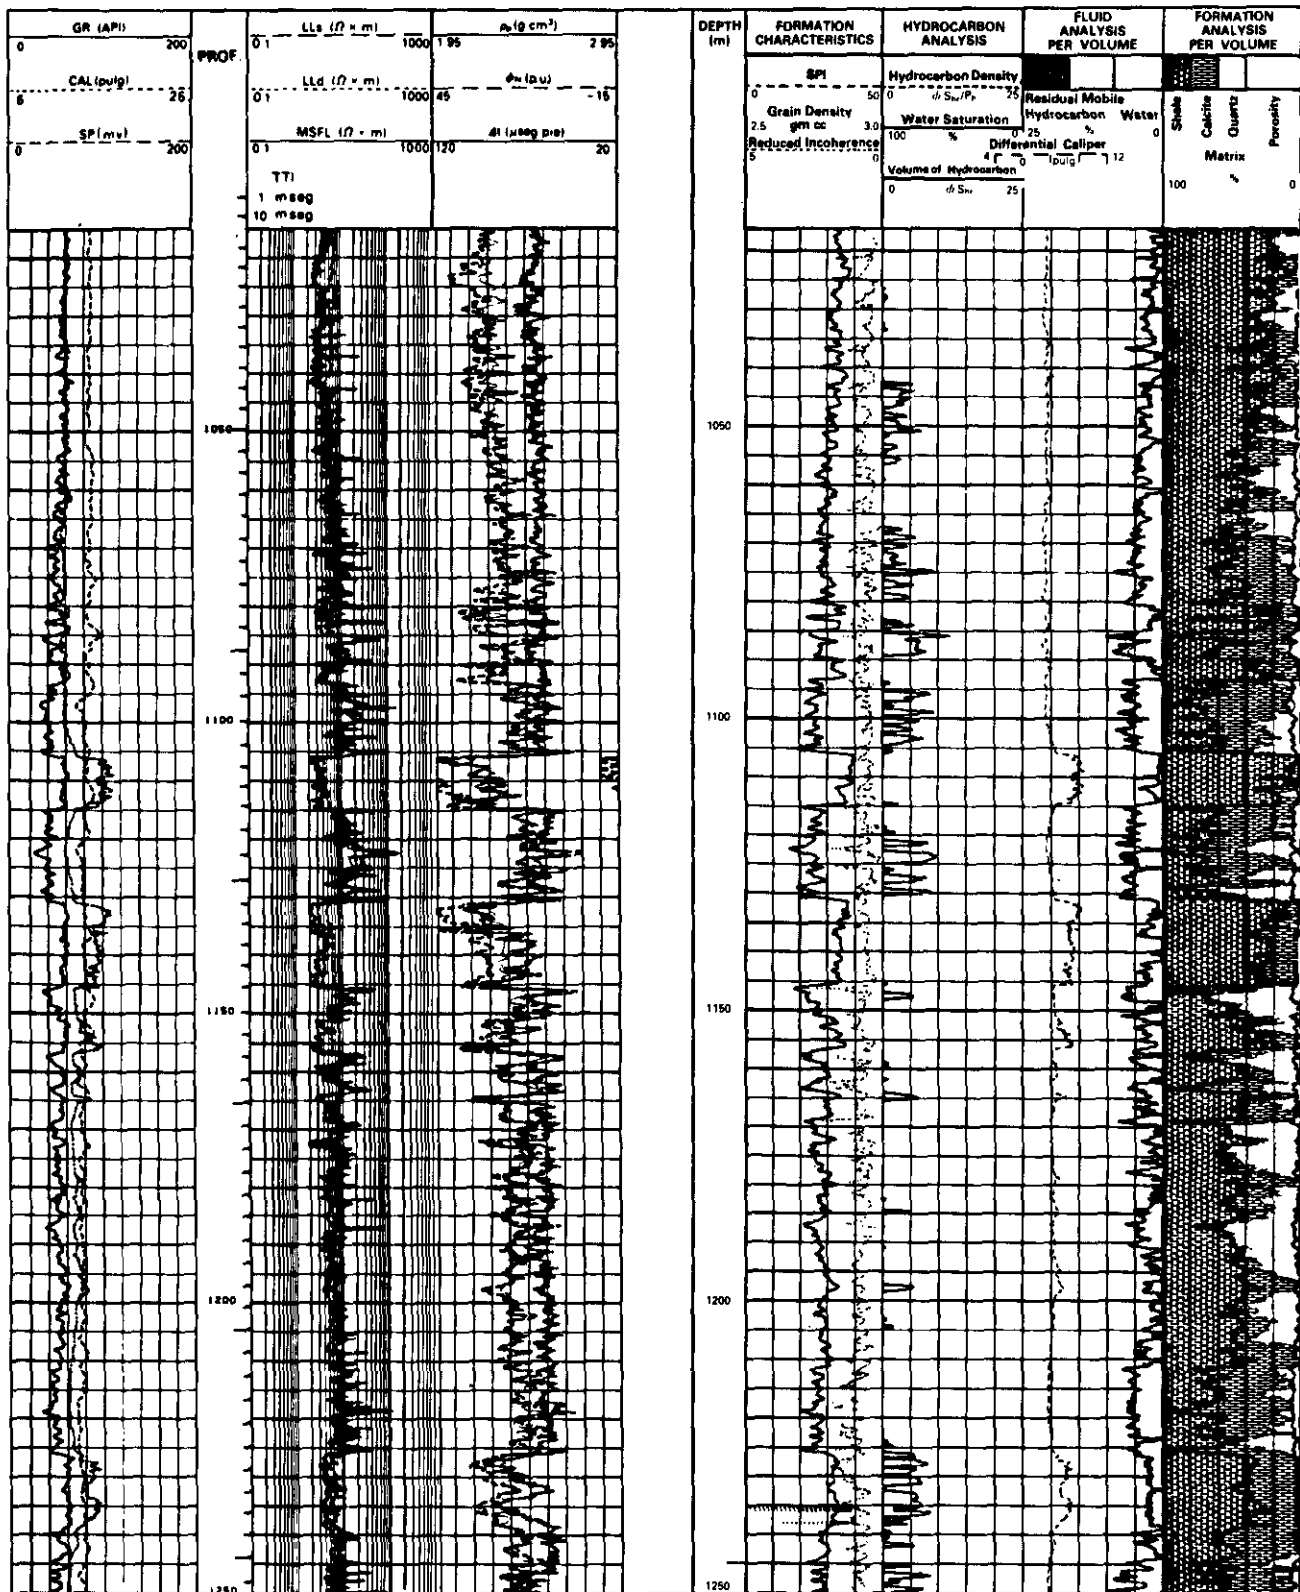 GR (API)
0 200
CAL (pulg)
6 26
SP (mv)
0 200
PROF.
LLs (Ω × m)
0 1 1000
LLd (Ω × m)
0 1 1000
MSFL (Ω × m)
0 1 1000
TTI
1 mseg
10 mseg
ρb (g cm³)
1 95 2 95
φN (p.u)
45 -15
Δt (μseg pie)
120 20
DEPTH
(m)
FORMATION
CHARACTERISTICS
SPI
0 50
Grain Density
gm cc
2.5 3.0
Reduced Incoherence
5 0
HYDROCARBON
ANALYSIS
Hydrocarbon Density
0 25
Water Saturation
100 % 0
Volume of Hydrocarbon
0 25
FLUID
ANALYSIS
PER VOLUME
Residual Mobile
Hydrocarbon Water
25 % 0
Differential Caliper
4 0 (pulg) 12
FORMATION
ANALYSIS
PER VOLUME
Shale
Calcite
Quartz
Porosity
Matrix
%
100 0
1050 1050
1100 1100
1150 1150
1200 1200
1250 1250